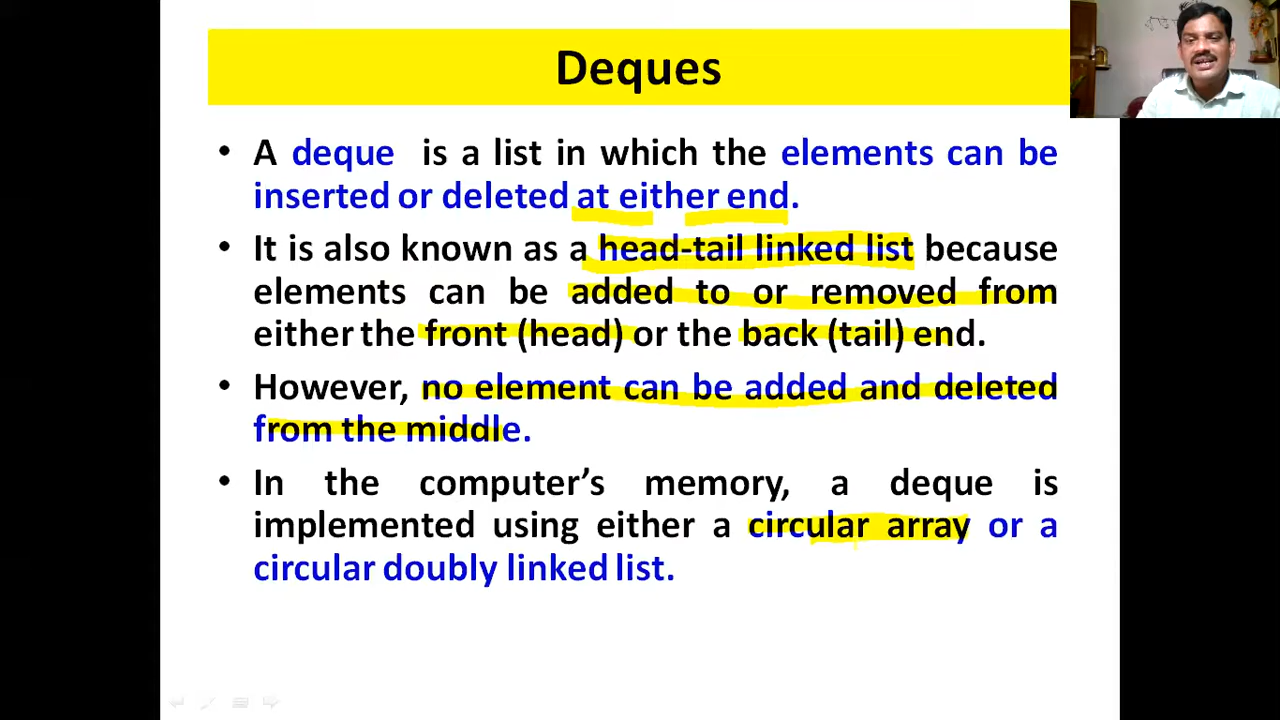 Deques
• A deque is a list in which the elements can be
inserted or deleted at either end.
• It is also known as a head-tail linked list because
elements can be added to or removed from
either the front (head) or the back (tail) end.
• However, no element can be added and deleted
from the middle.
• In the computer’s memory, a deque is
implemented using either a circular array or a
circular doubly linked list.